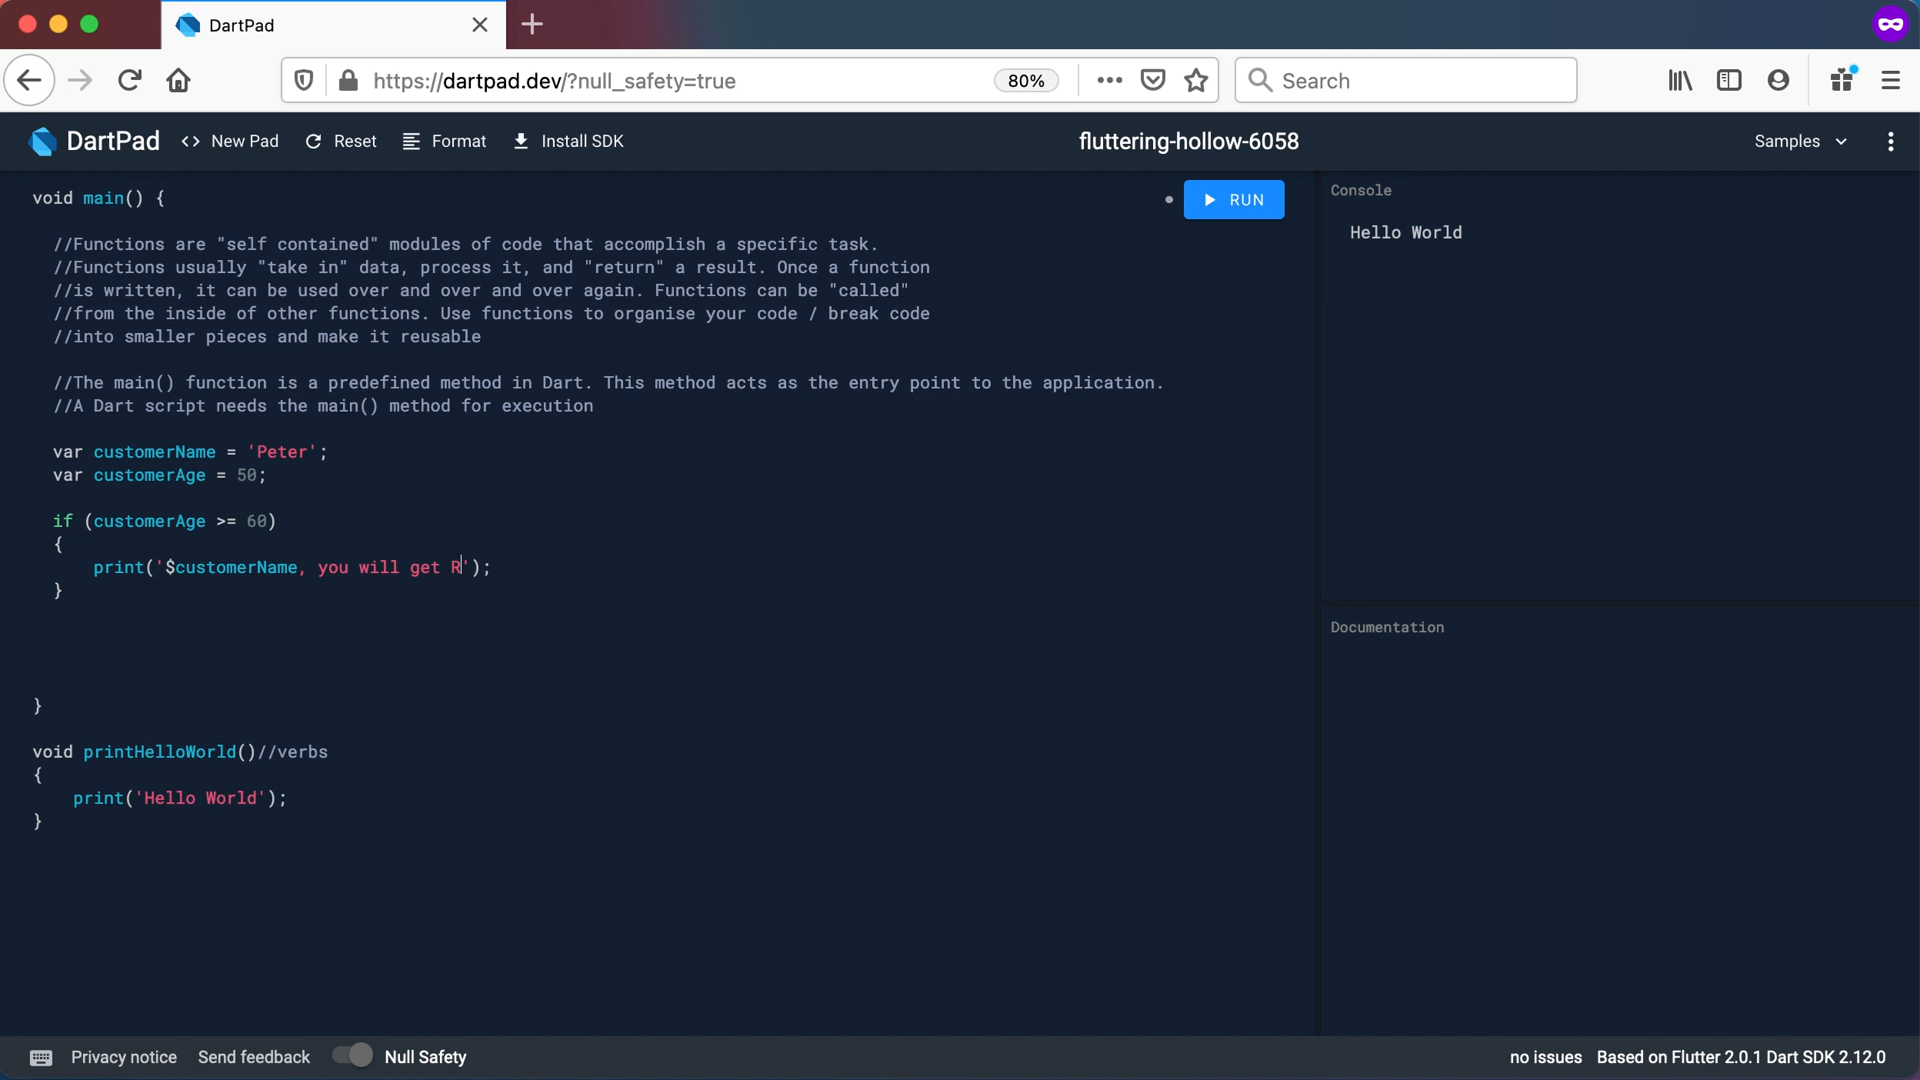 DartPad
https://dartpad.dev/?null_safety=true
80%
Search
DartPad
<> New Pad
Reset
Format
Install SDK
fluttering-hollow-6058
Samples
void main() {
//Functions are "self contained" modules of code that accomplish a specific task.
//Functions usually "take in" data, process it, and "return" a result. Once a function
//is written, it can be used over and over and over again. Functions can be "called"
//from the inside of other functions. Use functions to organise your code / break code
//into smaller pieces and make it reusable
//The main() function is a predefined method in Dart. This method acts as the entry point to the application.
//A Dart script needs the main() method for execution
var customerName = 'Peter';
var customerAge = 50;
if (customerAge >= 60)
{
print('$customerName, you will get R');
}
}
void printHelloWorld()//verbs
{
print('Hello World');
}
RUN
Console
Hello World
Documentation
Privacy notice
Send feedback
Null Safety
no issues
Based on Flutter 2.0.1 Dart SDK 2.12.0